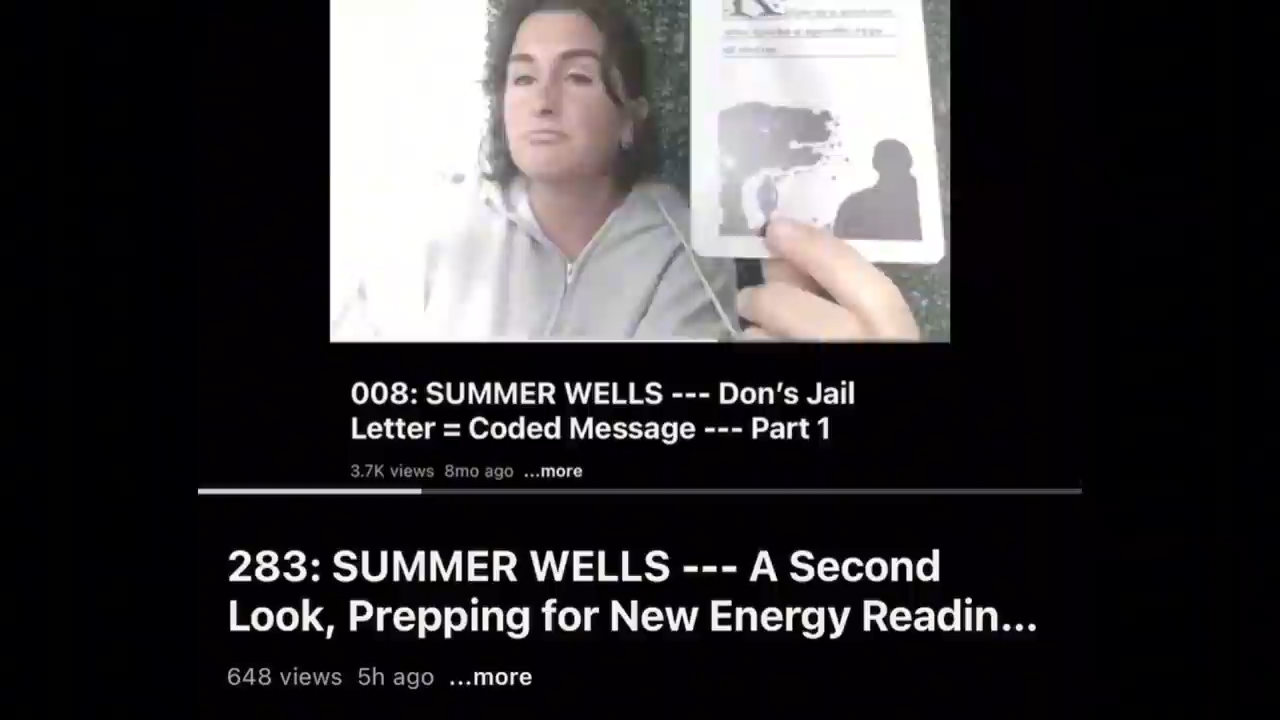 008: SUMMER WELLS --- Don's Jail
Letter = Coded Message --- Part 1
3.7K views 8mo ago ...more
283: SUMMER WELLS --- A Second
Look, Prepping for New Energy Readin...
648 views 5h ago ...more